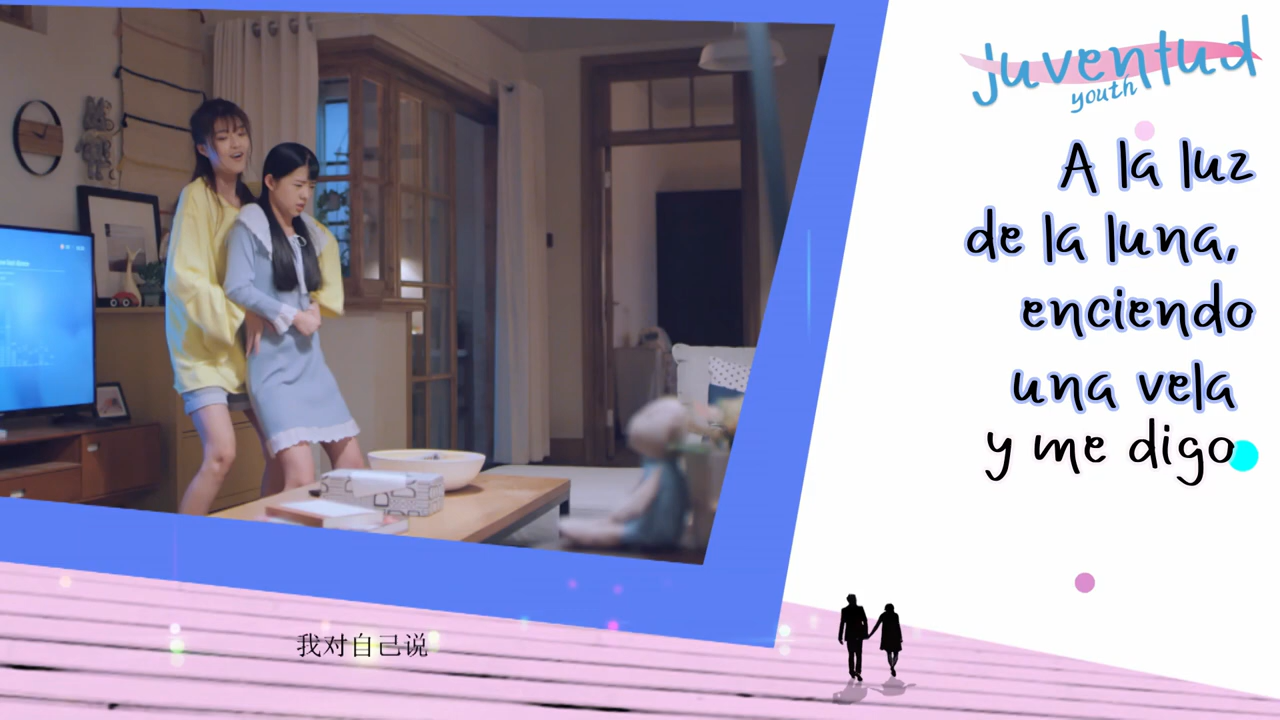 juventud
youth
A la luz
de la luna,
enciendo
una vela
y me digo
我对自己说